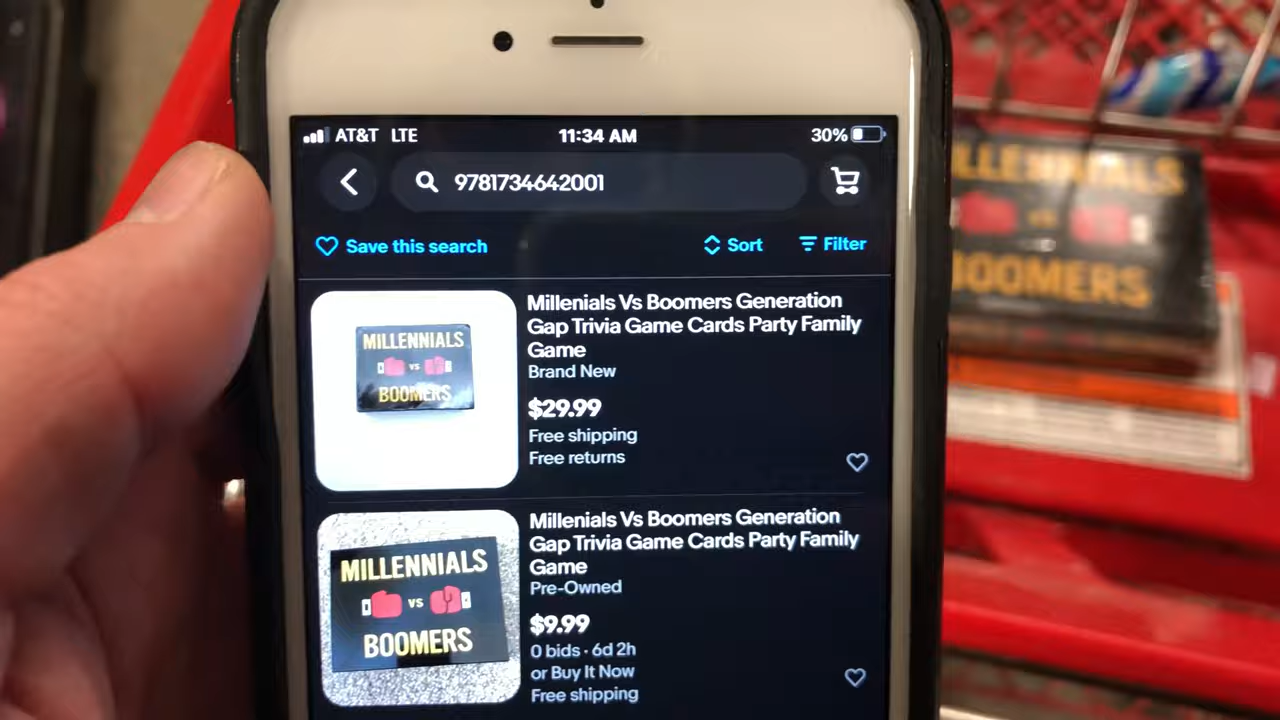 AT&T LTE 11:34 AM 30%
9781734642001
Save this search Sort Filter
Millenials Vs Boomers Generation
Gap Trivia Game Cards Party Family
Game
Brand New
$29.99
Free shipping
Free returns
MILLENNIALS
VS
BOOMERS
Millenials Vs Boomers Generation
Gap Trivia Game Cards Party Family
Game
Pre-Owned
$9.99
0 bids · 6d 2h
or Buy It Now
Free shipping
MILLENNIALS
VS
BOOMERS
LLENNIALS
VS
BOOMERS